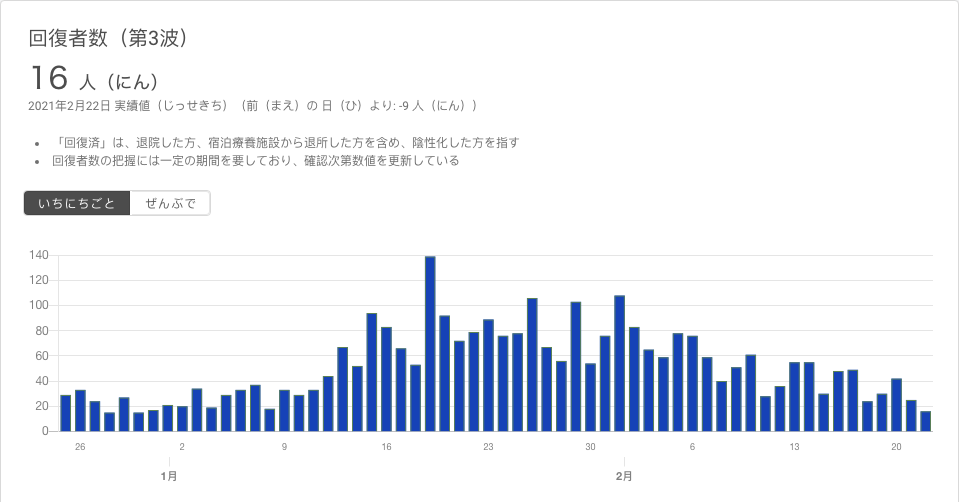 回復者数（第3波）
16 人（にん）
2021年2月22日 実績値（じっせきち）（前（まえ）の 日（ひ）より: -9 人（にん））
• 「回復済」は、退院した方、宿泊療養施設から退所した方を含め、陰性化した方を指す
• 回復者数の把握には一定の期間を要しており、確認次第数値を更新している
いちにちごと ぜんぶで
140
120
100
80
60
40
20
0
26 2 9 16 23 30 6 13 20
1月 2月